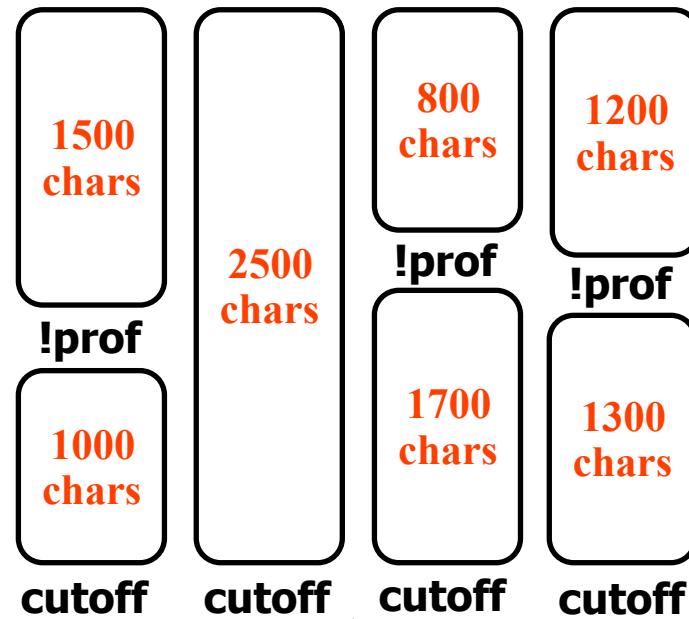 1500
chars
!prof
1000
chars
cutoff
2500
chars
cutoff
800
chars
!prof
1700
chars
cutoff
1200
chars
!prof
1300
chars
cutoff